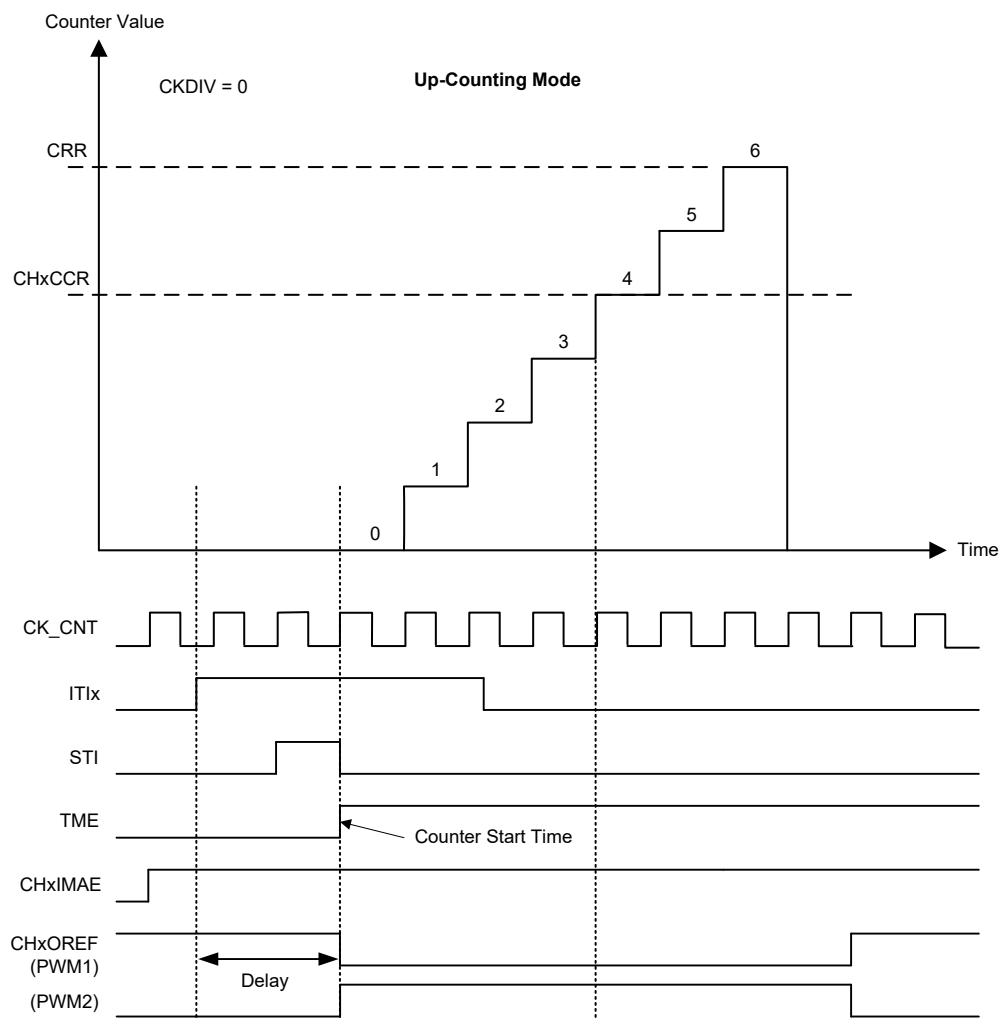 Counter Value
CKDIV = 0
Up-Counting Mode
CRR
6
5
CHxCCR
4
3
2
1
0
Time
CK_CNT
ITIx
STI
TME
Counter Start Time
CHxIMAE
CHxOREF
(PWM1)
Delay
(PWM2)